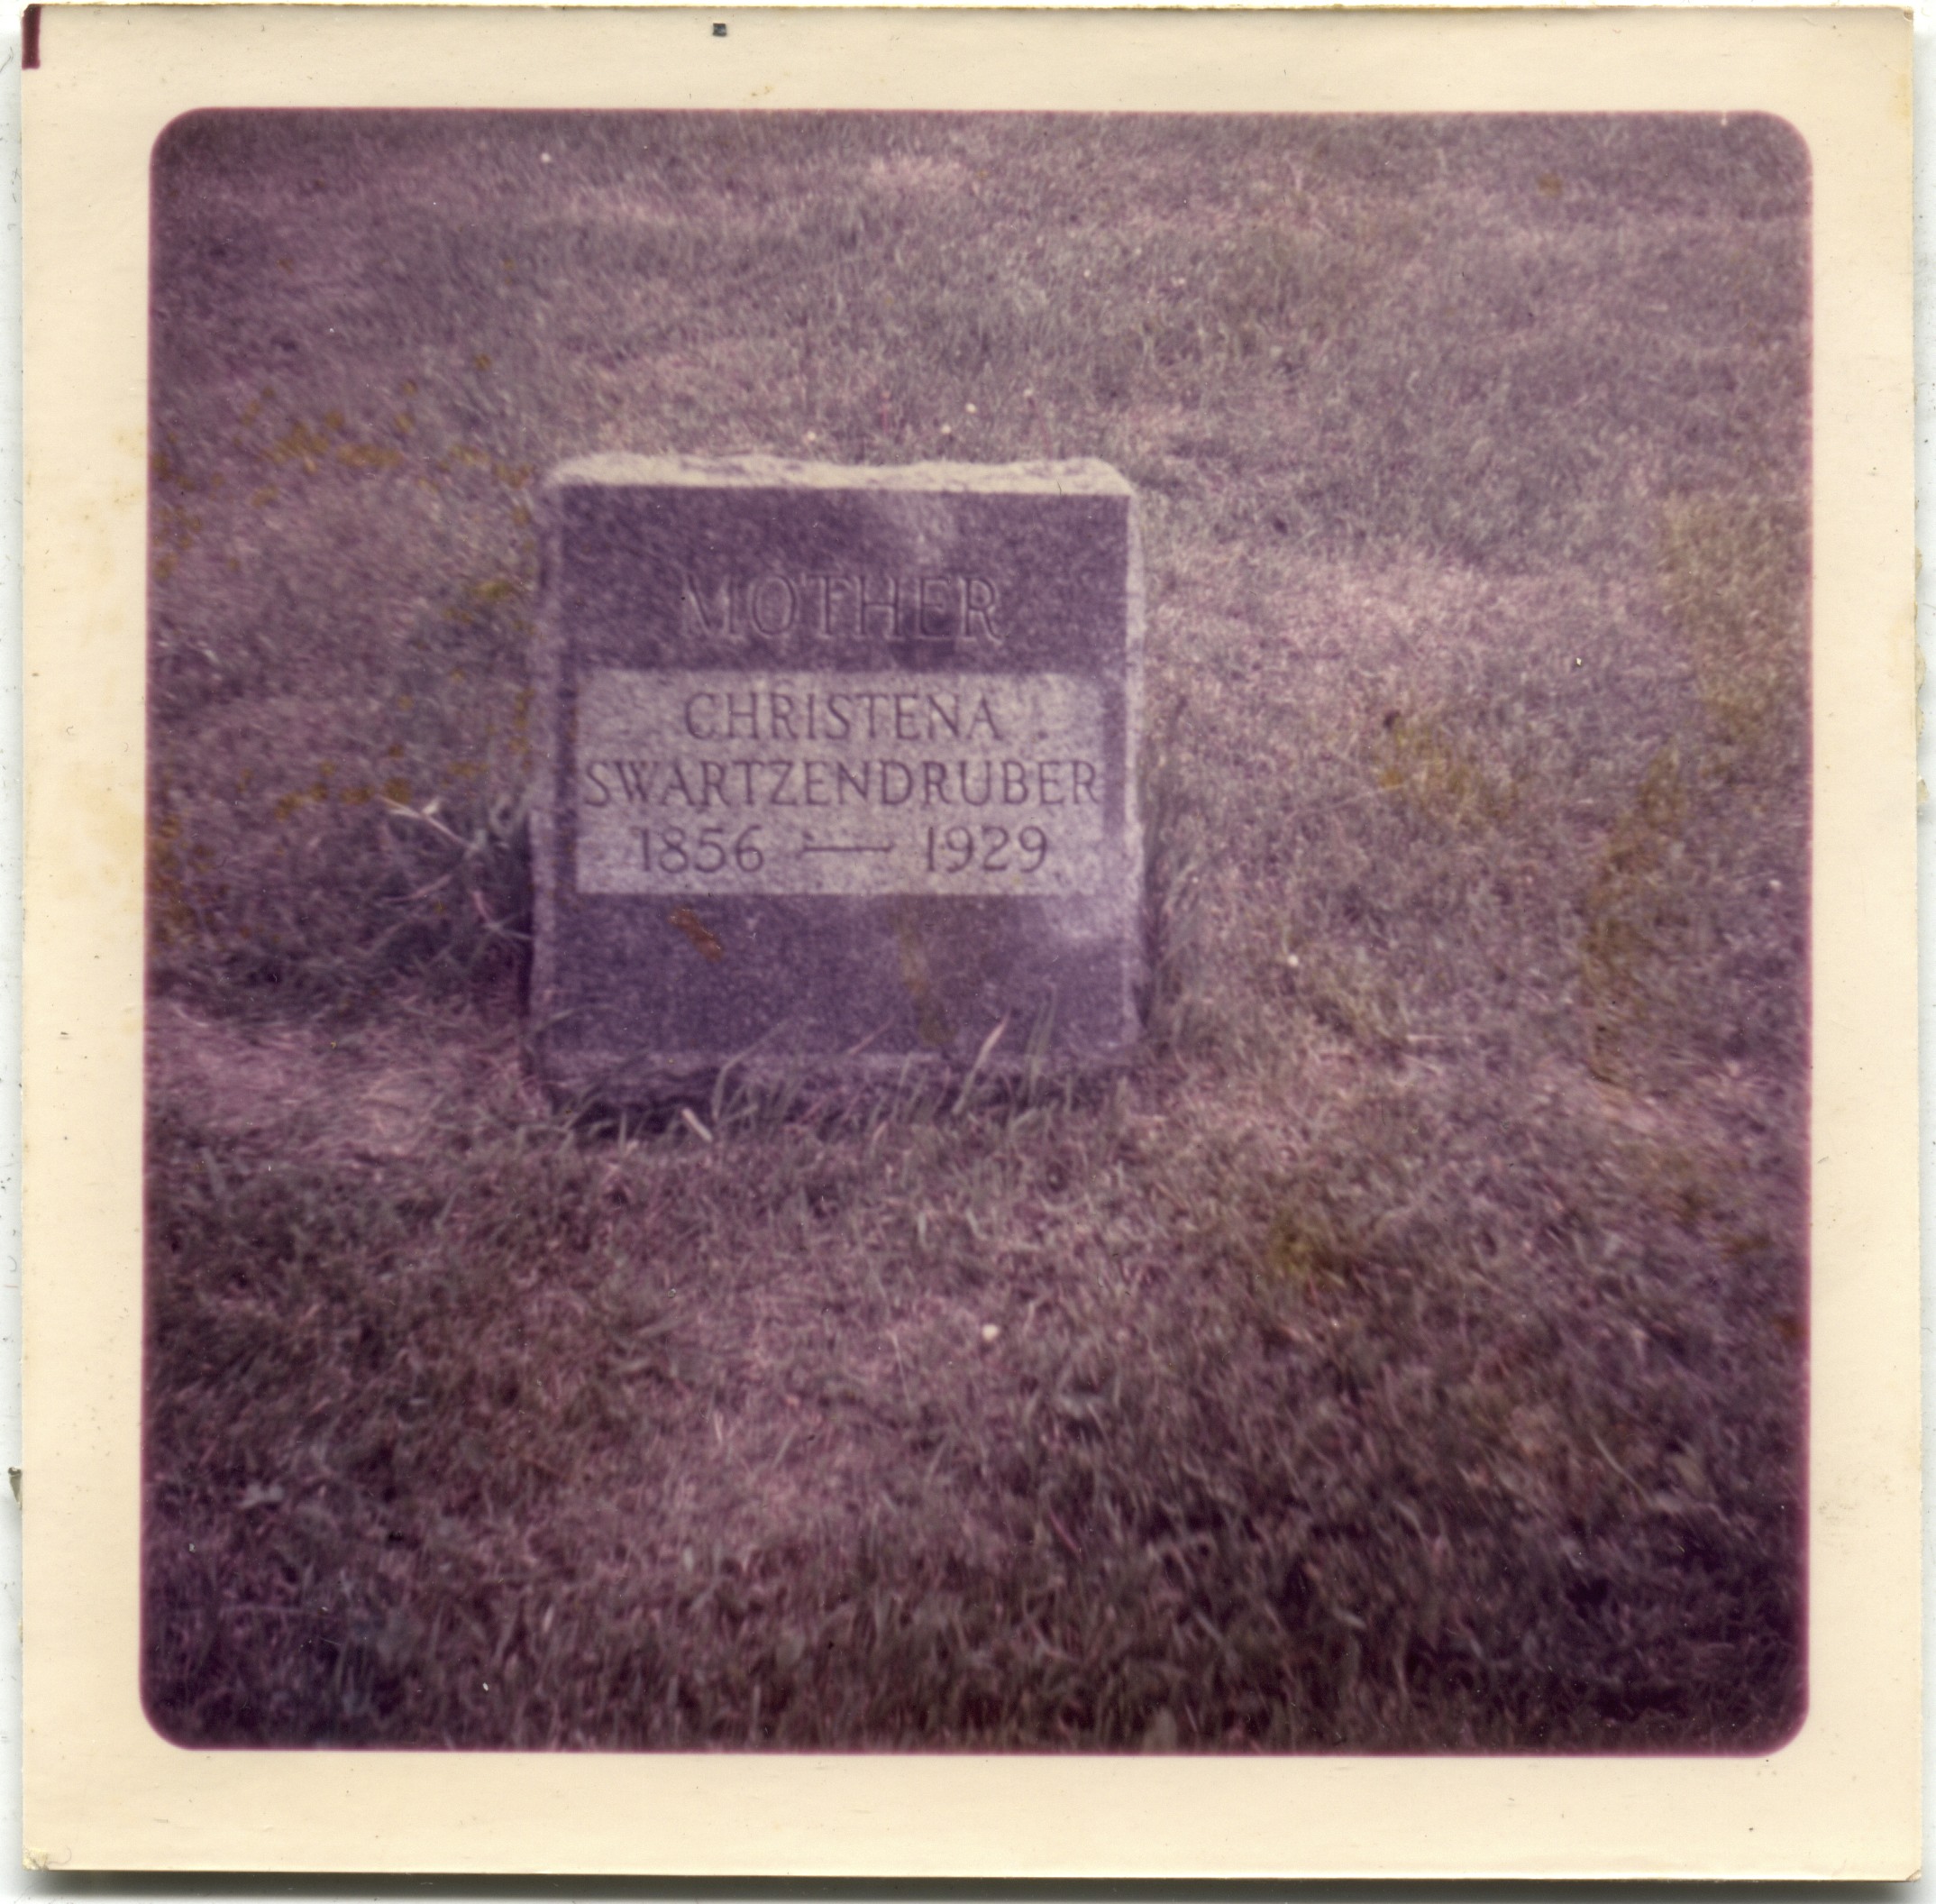 MOTHER
CHRISTENA
SWARTZENDRUBER
1856 — 1929